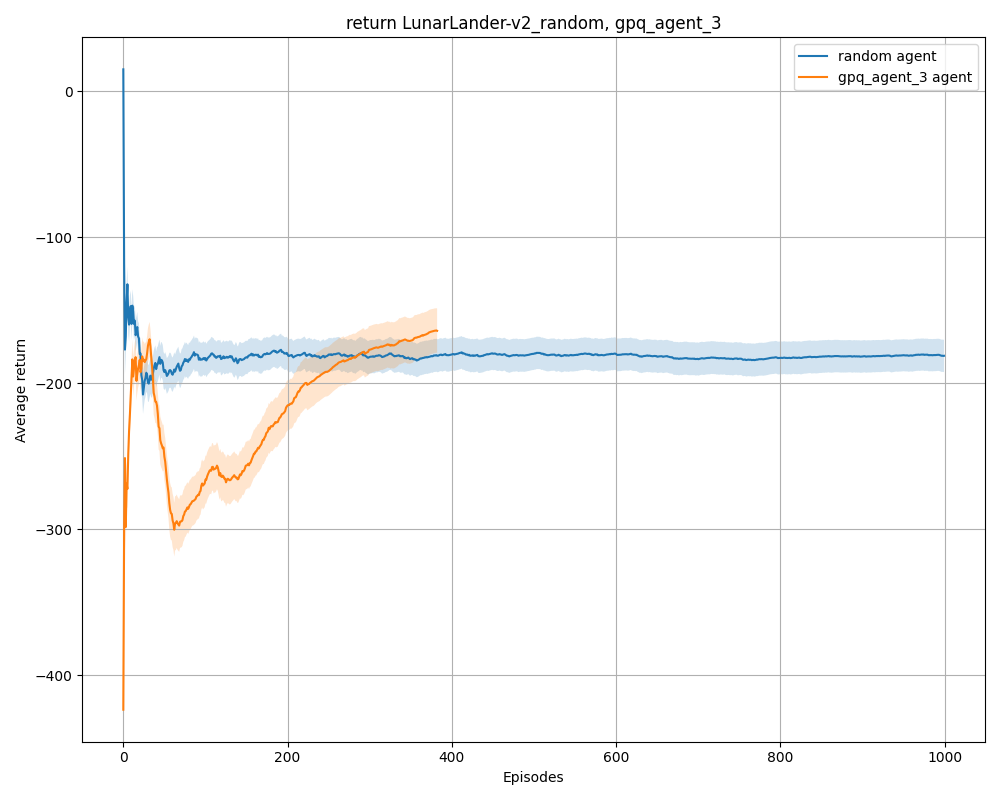 return LunarLander-v2_random, gpq_agent_3
random agent
gpq_agent_3 agent
Average return
0
−100
−200
−300
−400
0
200
400
600
800
1000
Episodes